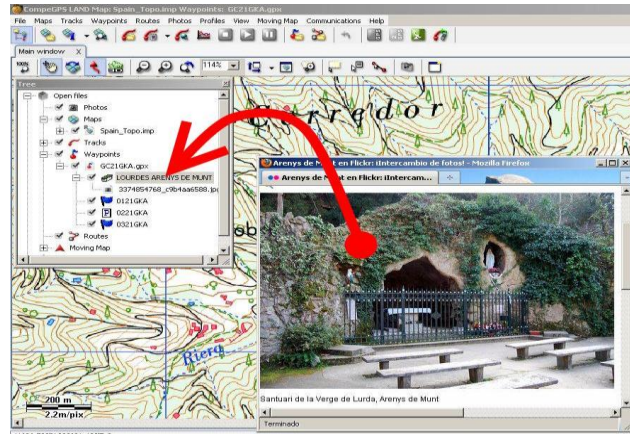 CompeGPS LAND Map: Spain_Topo.imp Waypoints: GC21GKA.gpx
File Maps Tracks Waypoints Routes Photos Profiles View Moving Map Communications Help
Main window X
100%
114%
Tree
Open files
Photos
Maps
Spain_Topo.imp
Tracks
Waypoints
GC21GKA.gpx
LOURDES ARENYS DE MUNT
3374854768_c9b4aa6588.jpg
0121GKA
P 0221GKA
0321GKA
Routes
Moving Map
Corredor
Arenys de Munt en Flickr: ¡Intercambio de fotos! - Mozilla Firefox
Arenys de Munt en Flickr: ¡Intercam...
Santuari de la Verge de Lurda, Arenys de Munt
Terminado
Riera
200 m
2.2m/pix